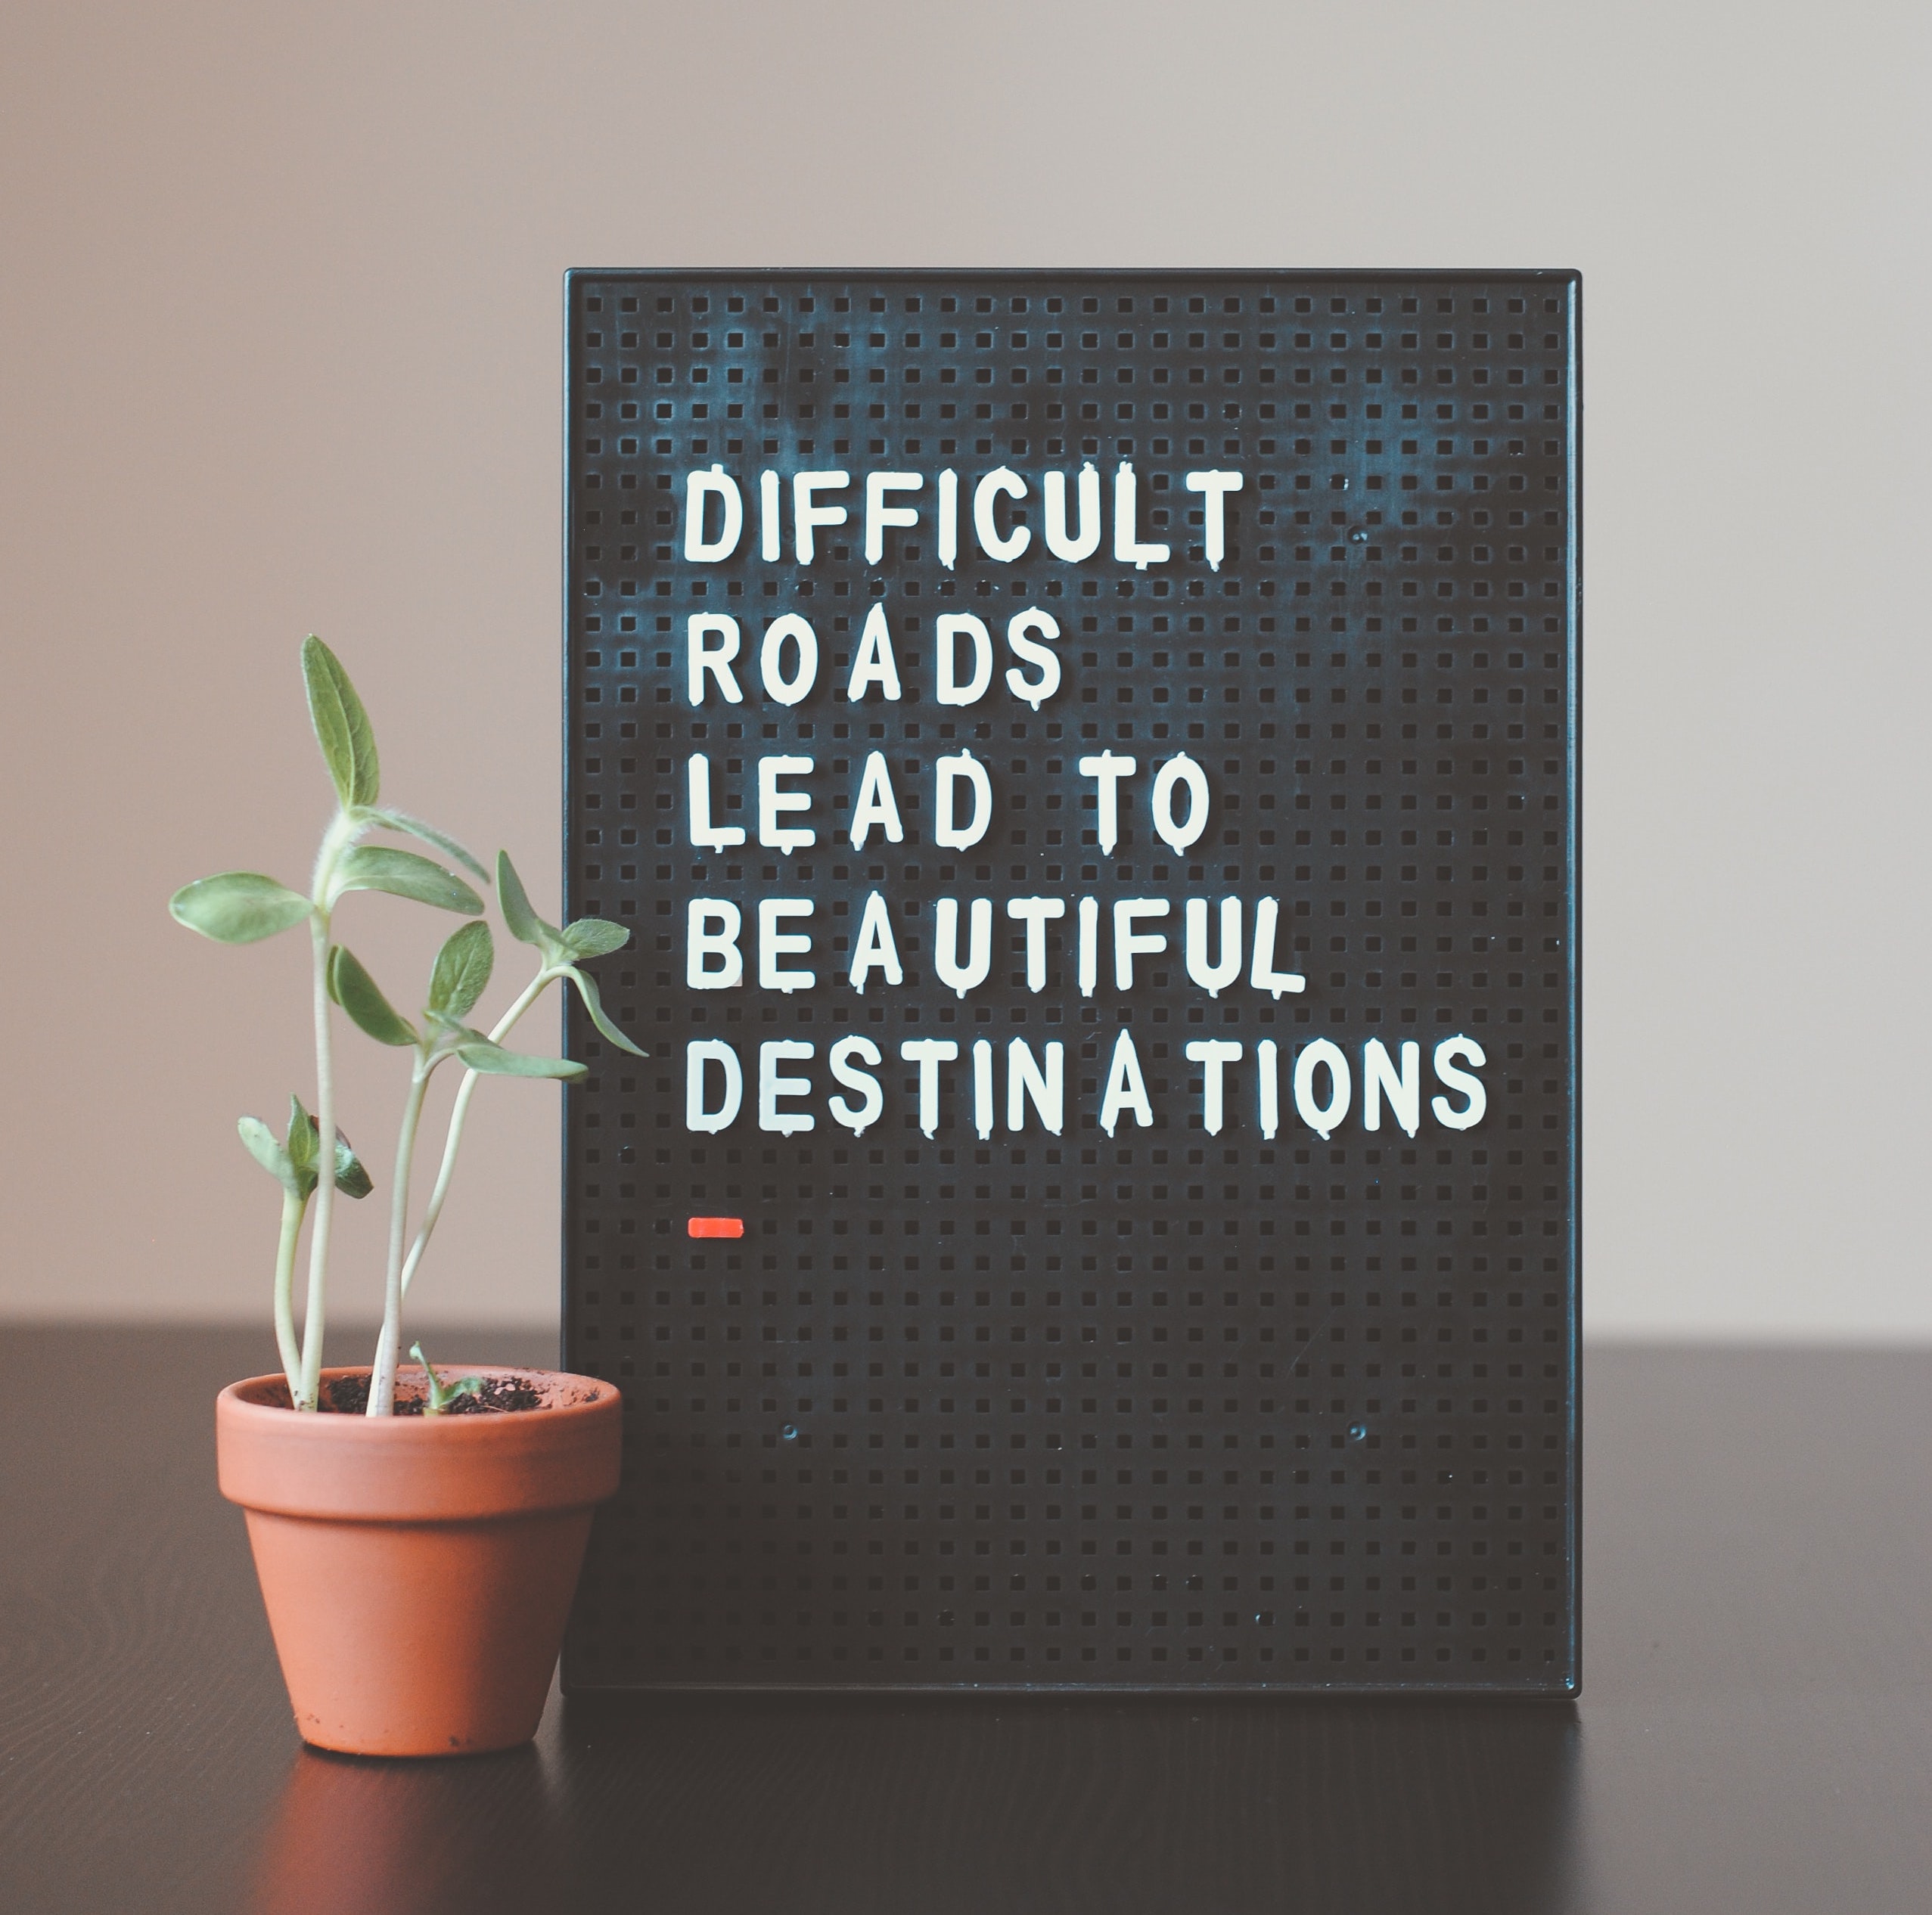 DIFFICULT
ROADS
LEAD TO
BEAUTIFUL
DESTINATIONS
-